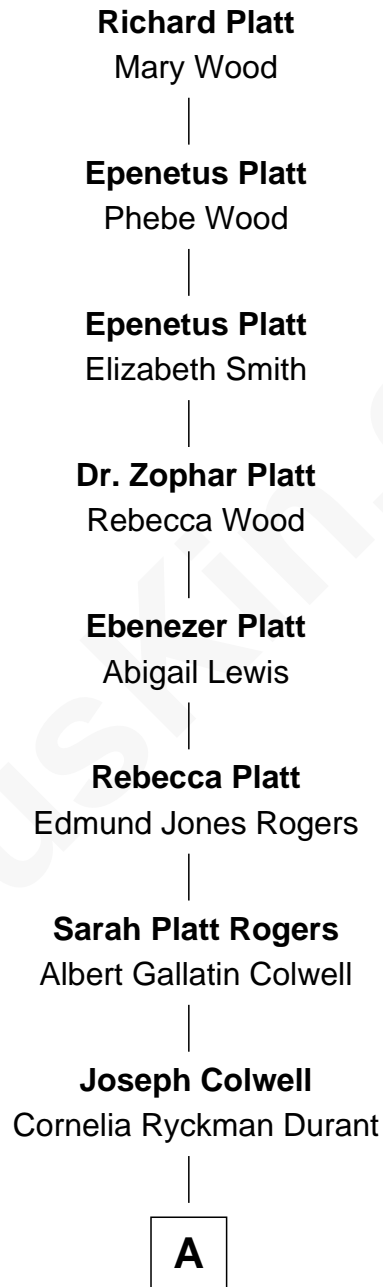 Richard Platt
Mary Wood
Epenetus Platt
Phebe Wood
Epenetus Platt
Elizabeth Smith
Dr. Zophar Platt
Rebecca Wood
Ebenezer Platt
Abigail Lewis
Rebecca Platt
Edmund Jones Rogers
Sarah Platt Rogers
Albert Gallatin Colwell
Joseph Colwell
Cornelia Ryckman Durant
A